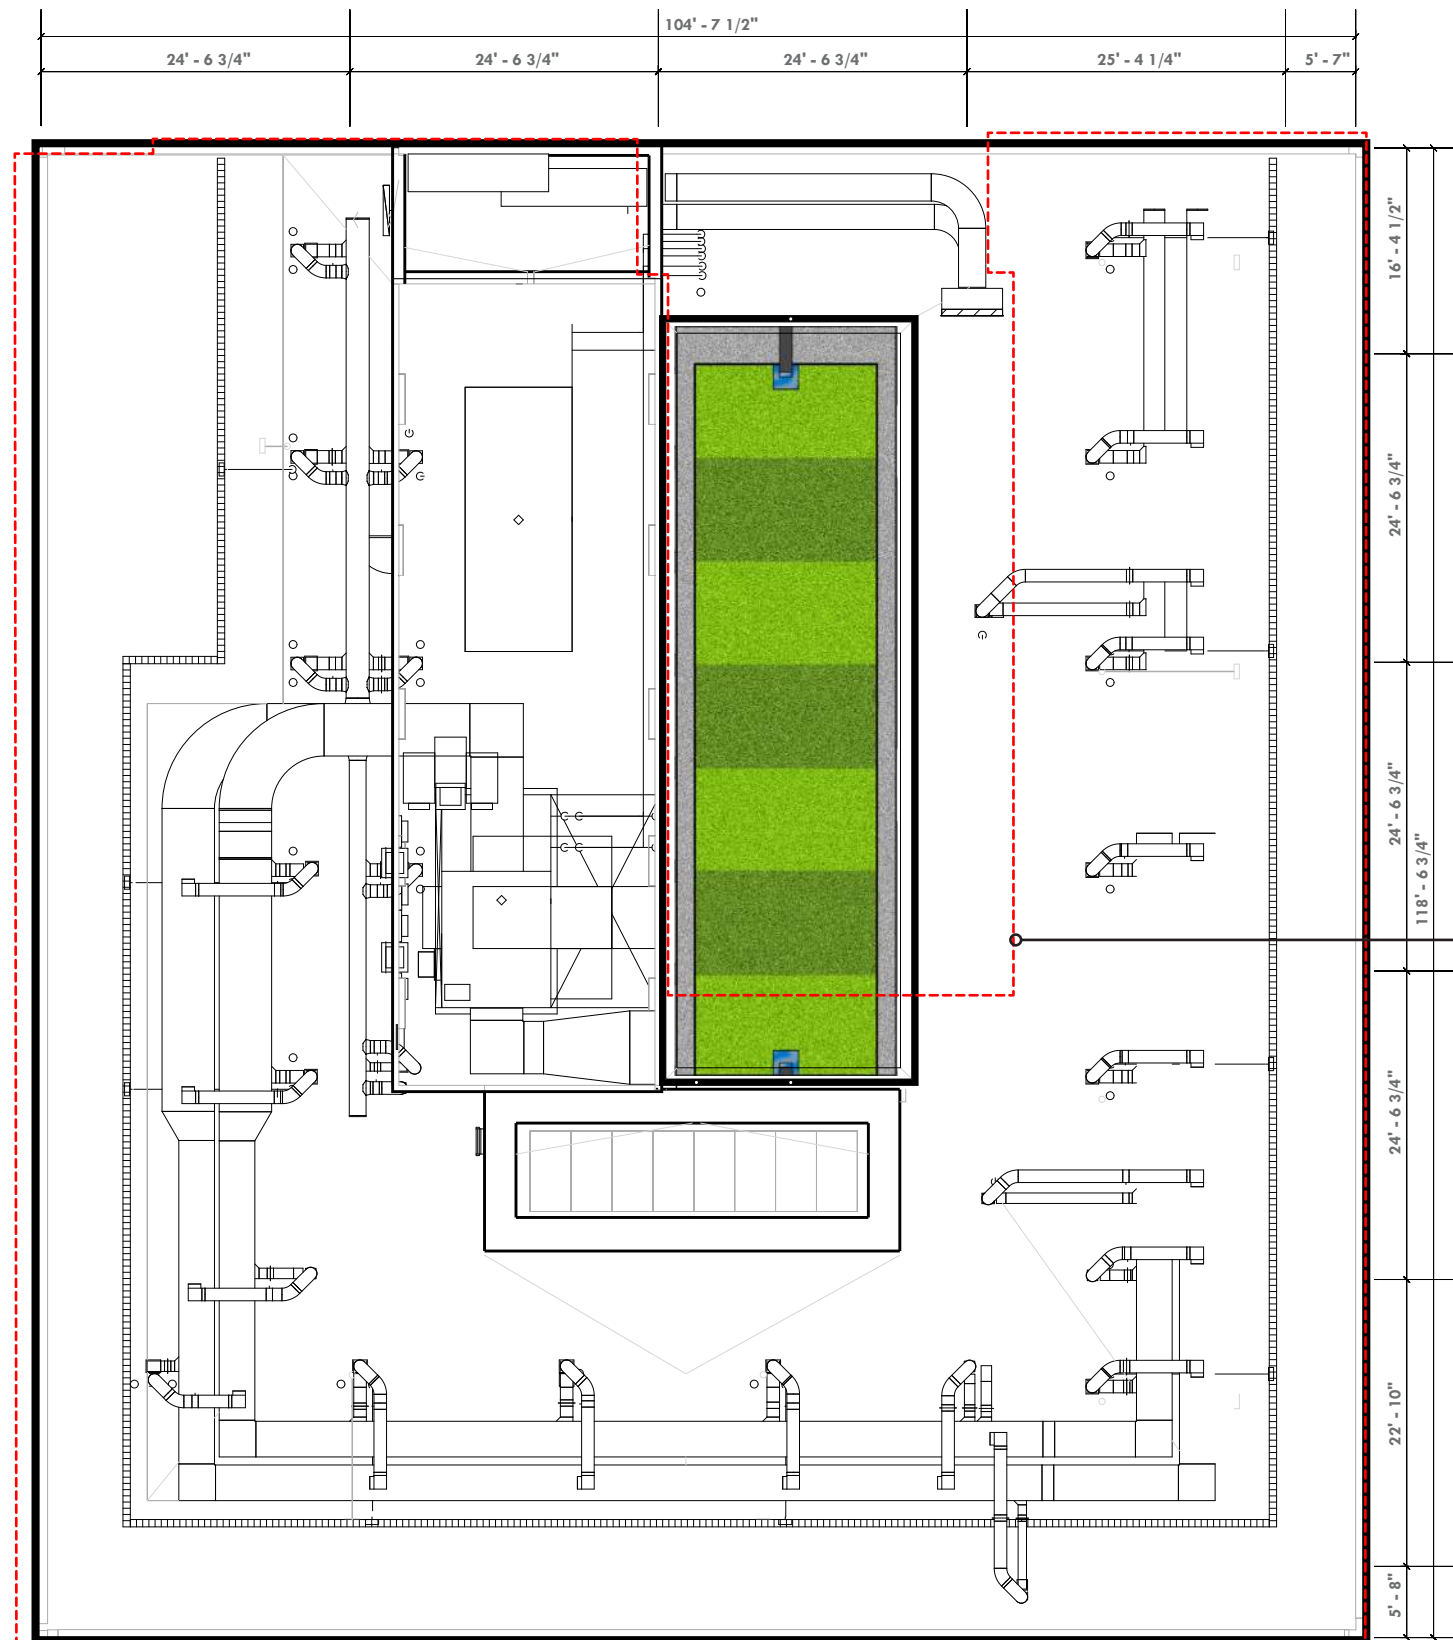 104' - 7 1/2"
24' - 6 3/4" 24' - 6 3/4" 24' - 6 3/4" 25' - 4 1/4" 5' - 7"
16' - 4 1/2"
24' - 6 3/4"
24' - 6 3/4"
118' - 6 3/4"
24' - 6 3/4"
22' - 10"
5' - 8"